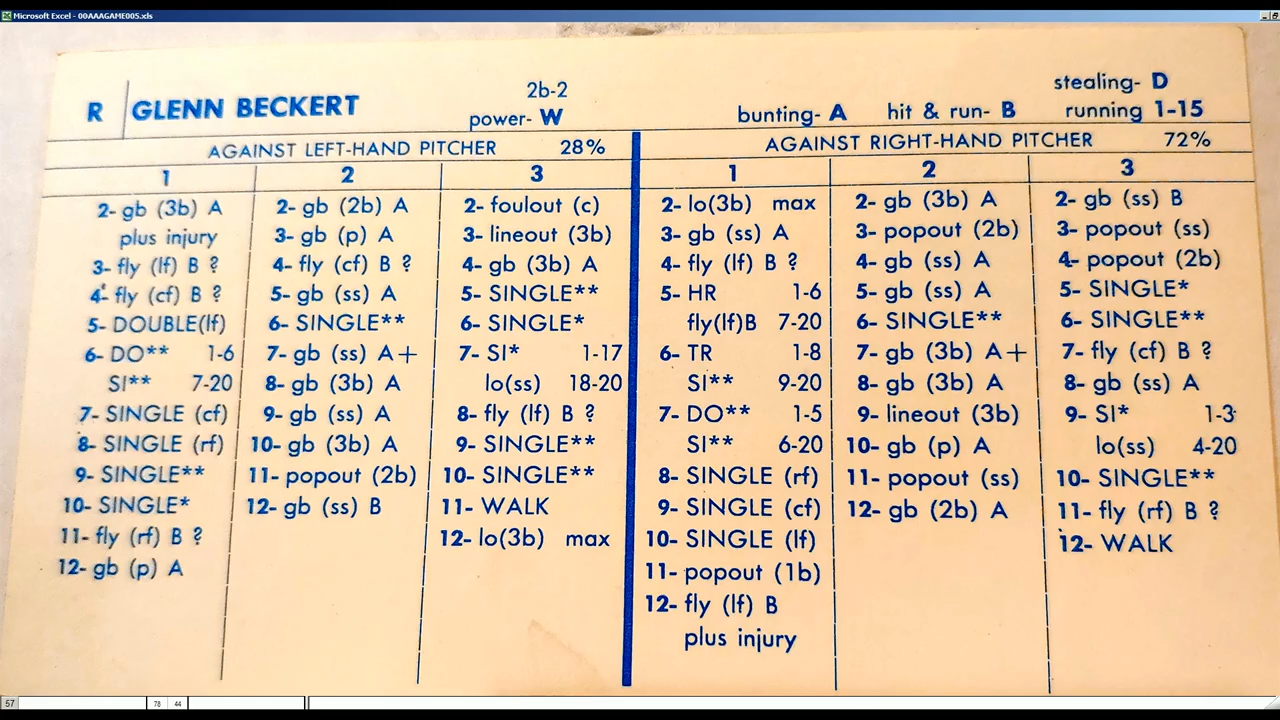 Microsoft Excel - 00AAAGAME005.xls
R GLENN BECKERT
2b-2
power- W
bunting- A hit & run- B
stealing- D
running 1-15
AGAINST LEFT-HAND PITCHER 28%
1 2 3
2- gb (3b) A
plus injury
3- fly (lf) B ?
4- fly (cf) B ?
5- DOUBLE(lf)
6- DO** 1-6
SI** 7-20
7- SINGLE (cf)
8- SINGLE (rf)
9- SINGLE**
10- SINGLE*
11- fly (rf) B ?
12- gb (p) A
2- gb (2b) A
3- gb (p) A
4- fly (cf) B ?
5- gb (ss) A
6- SINGLE**
7- gb (ss) A+
8- gb (3b) A
9- gb (ss) A
10- gb (3b) A
11- popout (2b)
12- gb (ss) B
2- foulout (c)
3- lineout (3b)
4- gb (3b) A
5- SINGLE**
6- SINGLE*
7- SI* 1-17
lo(ss) 18-20
8- fly (lf) B ?
9- SINGLE**
10- SINGLE**
11- WALK
12- lo(3b) max
AGAINST RIGHT-HAND PITCHER 72%
1 2 3
2- lo(3b) max
3- gb (ss) A
4- fly (lf) B ?
5- HR 1-6
fly(lf)B 7-20
6- TR 1-8
SI** 9-20
7- DO** 1-5
SI** 6-20
8- SINGLE (rf)
9- SINGLE (cf)
10- SINGLE (lf)
11- popout (1b)
12- fly (lf) B
plus injury
2- gb (3b) A
3- popout (2b)
4- gb (ss) A
5- gb (ss) A
6- SINGLE**
7- gb (3b) A+
8- gb (3b) A
9- lineout (3b)
10- gb (p) A
11- popout (ss)
12- gb (2b) A
2- gb (ss) B
3- popout (ss)
4- popout (2b)
5- SINGLE*
6- SINGLE**
7- fly (cf) B ?
8- gb (ss) A
9- SI* 1-3
lo(ss) 4-20
10- SINGLE**
11- fly (rf) B ?
12- WALK
57 78 44